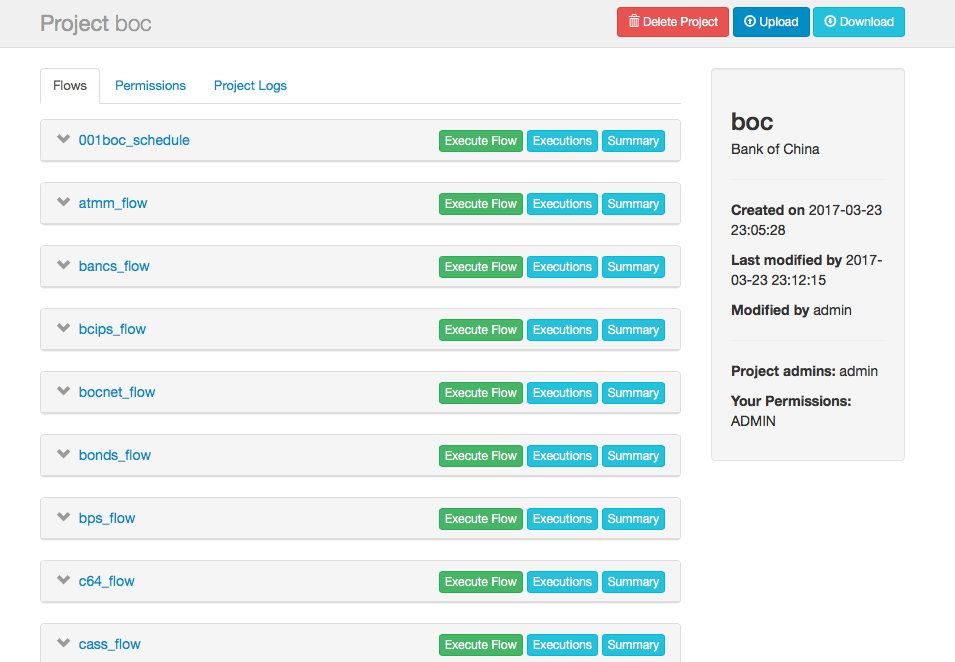 Project boc
Delete Project
Upload
Download
Flows
Permissions
Project Logs
001boc_schedule
Execute Flow
Executions
Summary
atmm_flow
Execute Flow
Executions
Summary
bancs_flow
Execute Flow
Executions
Summary
bcips_flow
Execute Flow
Executions
Summary
bocnet_flow
Execute Flow
Executions
Summary
bonds_flow
Execute Flow
Executions
Summary
bps_flow
Execute Flow
Executions
Summary
c64_flow
Execute Flow
Executions
Summary
cass_flow
Execute Flow
Executions
Summary
boc
Bank of China
Created on 2017-03-23
23:05:28
Last modified by 2017-
03-23 23:12:15
Modified by admin
Project admins: admin
Your Permissions:
ADMIN